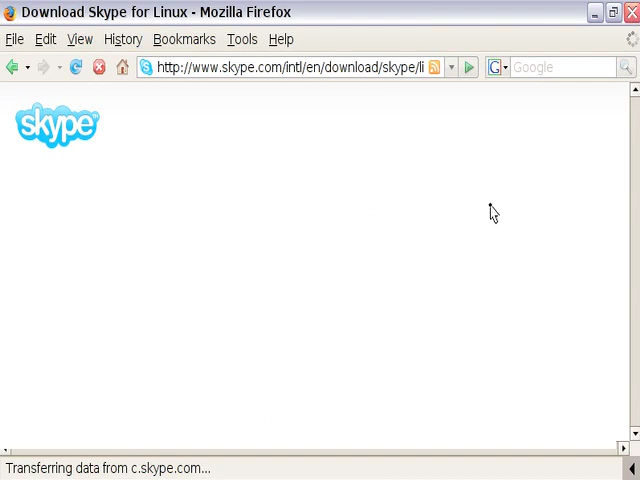 Download Skype for Linux - Mozilla Firefox
File Edit View History Bookmarks Tools Help
http://www.skype.com/intl/en/download/skype/li
G Google
skype
Transferring data from c.skype.com...